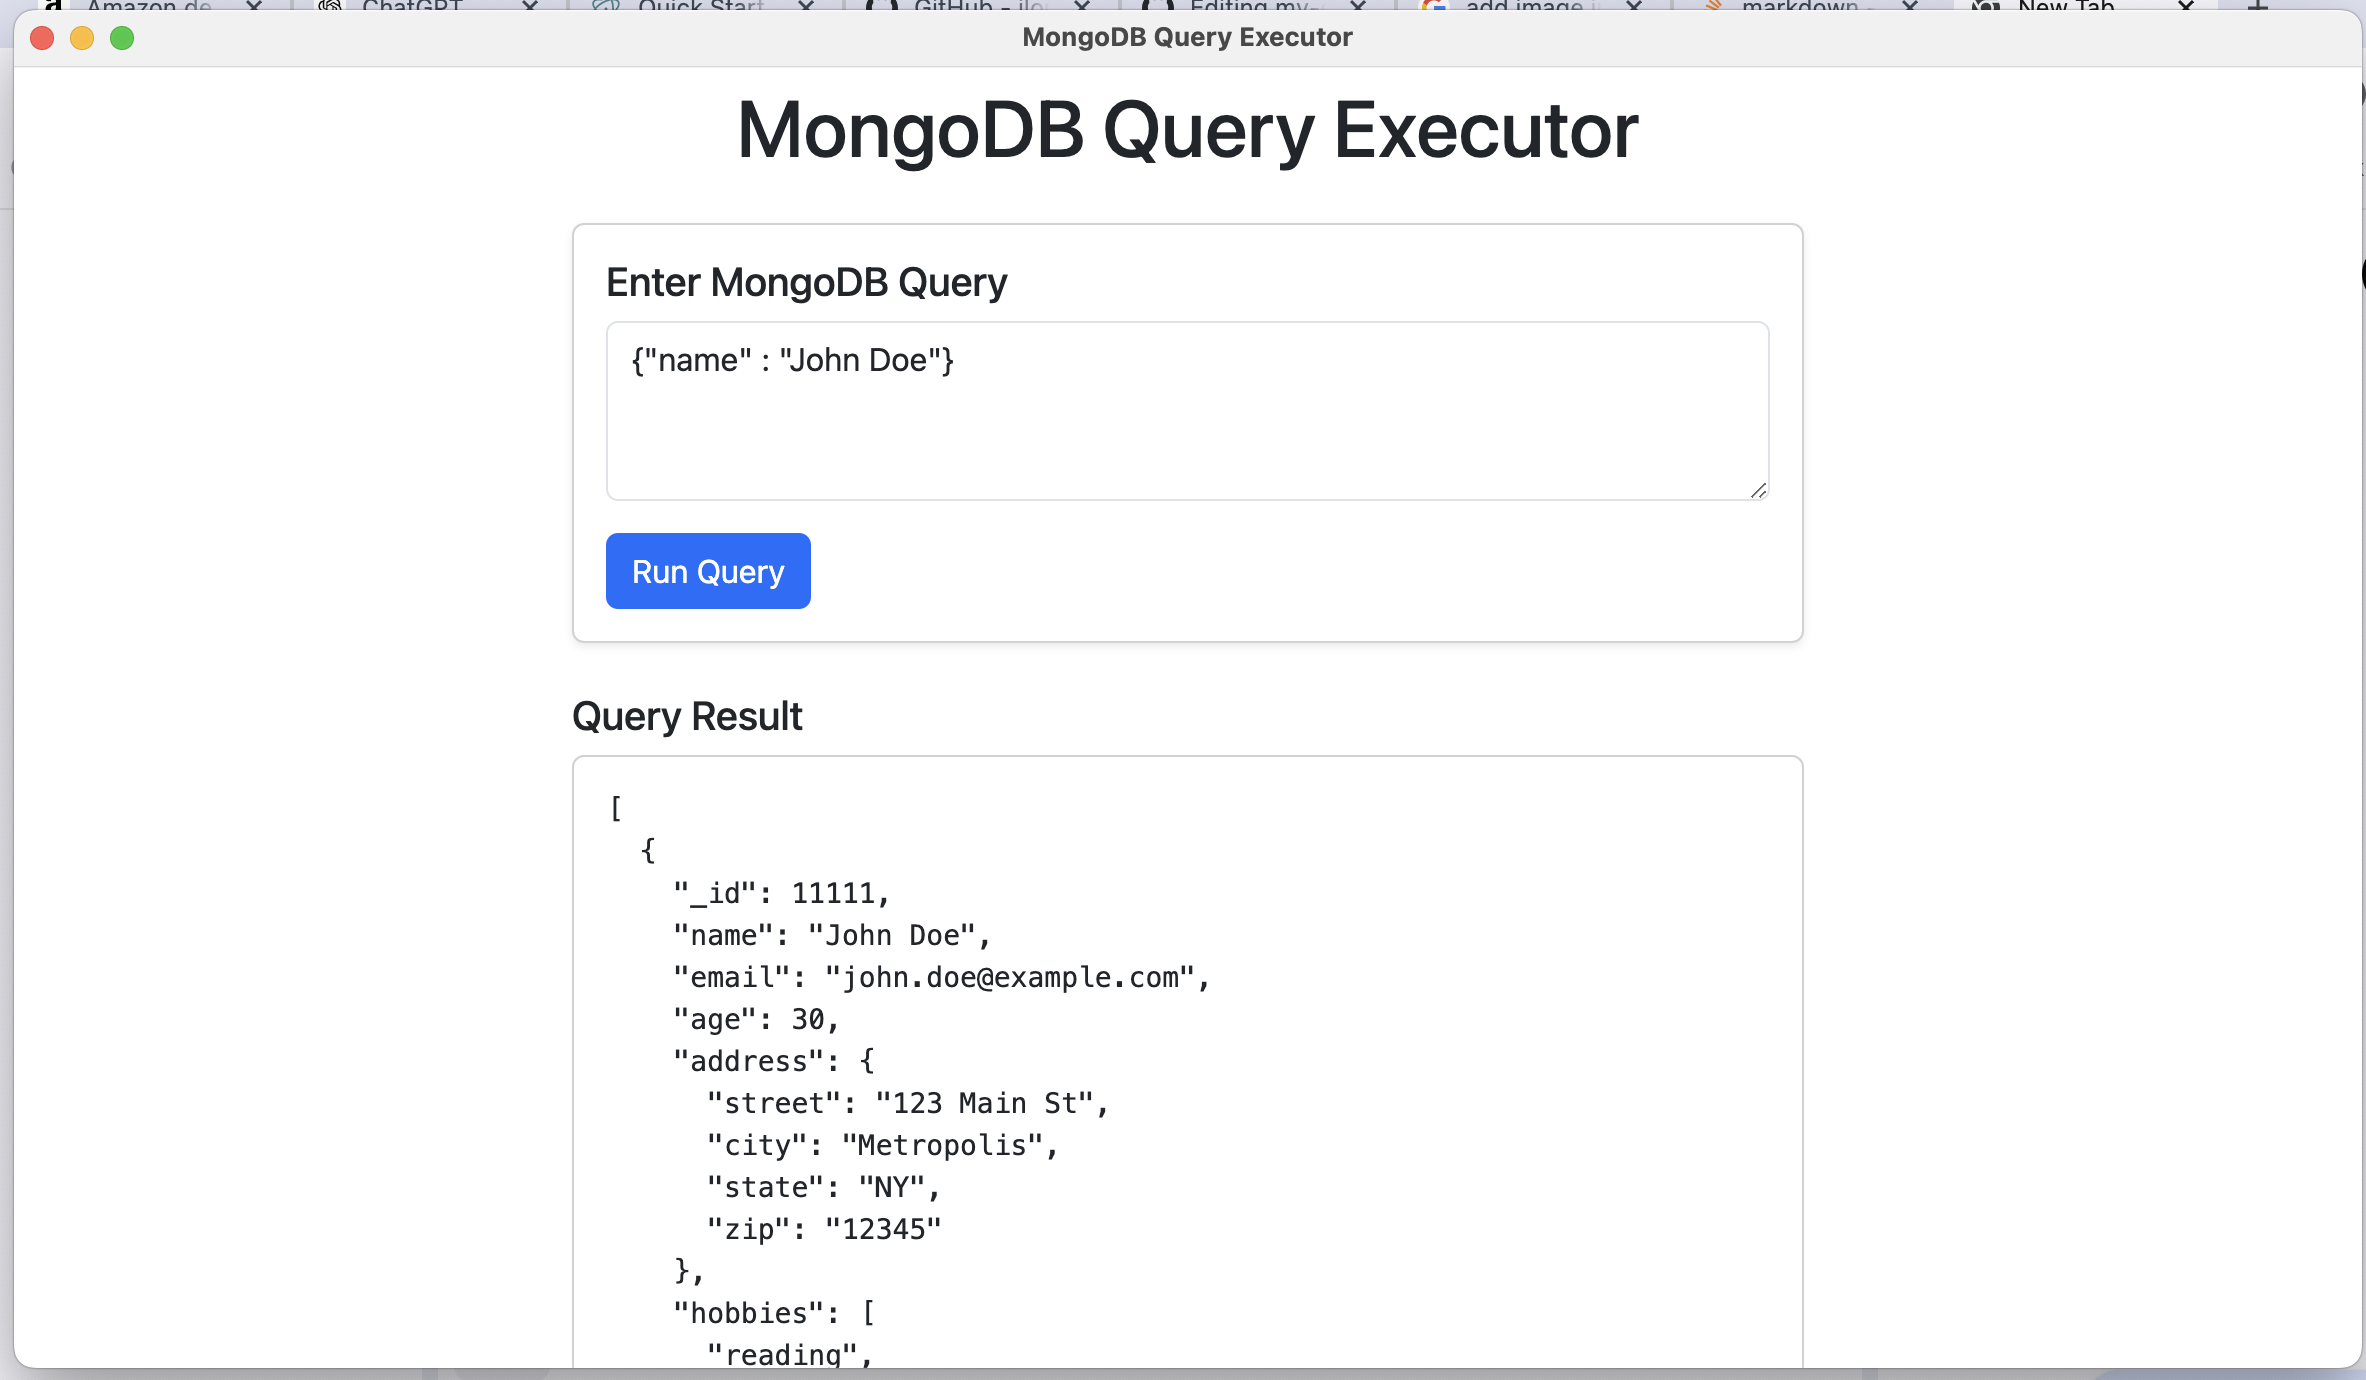 Amazon de
ChatGPT
Quick Start
GitHub - ilo
Editing my-
add image i
markdown -
New Tab
MongoDB Query Executor
MongoDB Query Executor
Enter MongoDB Query
{"name" : "John Doe"}
Run Query
Query Result
[
{
"_id": 11111,
"name": "John Doe",
"email": "john.doe@example.com",
"age": 30,
"address": {
"street": "123 Main St",
"city": "Metropolis",
"state": "NY",
"zip": "12345"
},
"hobbies": [
"reading",